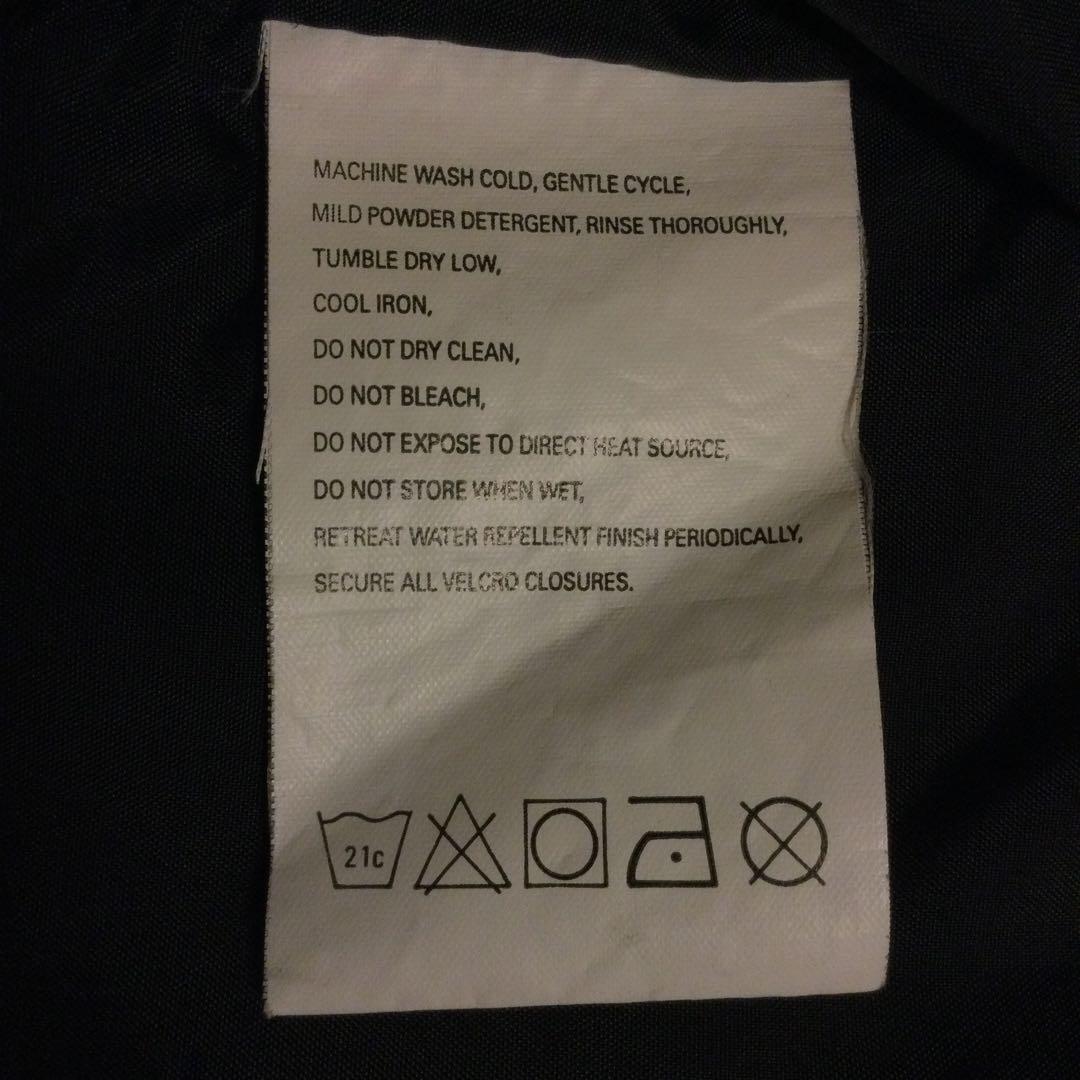 MACHINE WASH COLD, GENTLE CYCLE,
MILD POWDER DETERGENT, RINSE THOROUGHLY,
TUMBLE DRY LOW,
COOL IRON,
DO NOT DRY CLEAN,
DO NOT BLEACH,
DO NOT EXPOSE TO DIRECT HEAT SOURCE,
DO NOT STORE WHEN WET,
RETREAT WATER REPELLENT FINISH PERIODICALLY,
SECURE ALL VELCRO CLOSURES.
21c